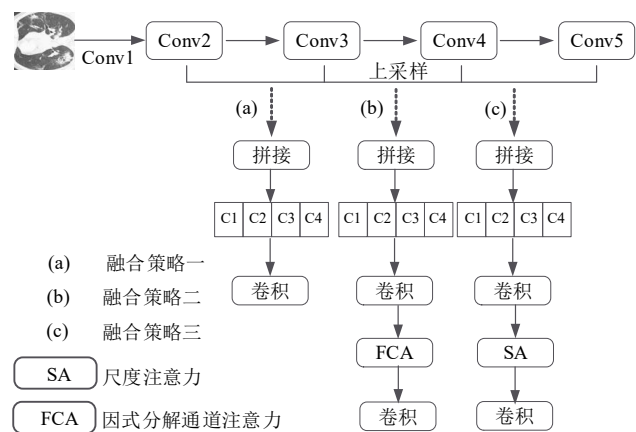 Conv1 Conv2 Conv3 Conv4 Conv5
上采样
(a) (b) (c)
拼接 拼接 拼接
C1 C2 C3 C4 C1 C2 C3 C4 C1 C2 C3 C4
(a) 融合策略一 卷积 卷积 卷积
(b) 融合策略二
(c) 融合策略三 FCA SA
SA 尺度注意力
FCA 因式分解通道注意力 卷积 卷积